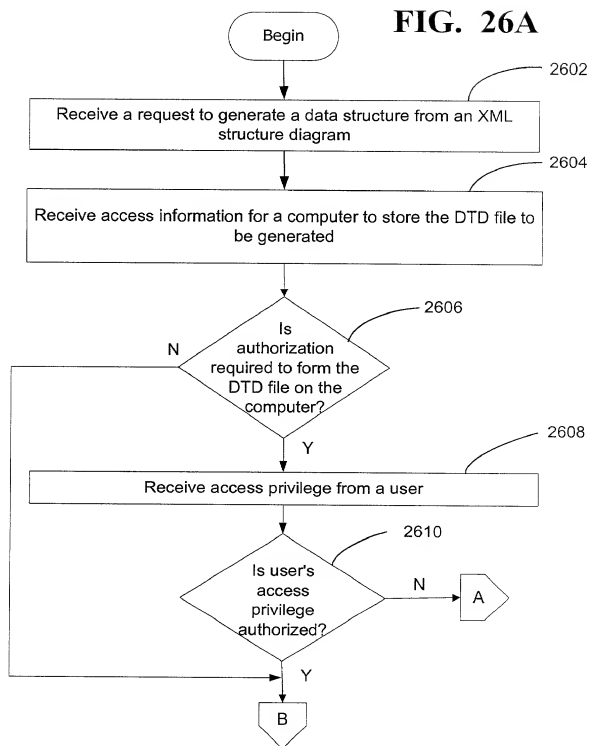 FIG. 26A
Begin
2602
Receive a request to generate a data structure from an XML
structure diagram
2604
Receive access information for a computer to store the DTD file to
be generated
2606
Is
authorization
required to form the
DTD file on the
computer?
N
Y
2608
Receive access privilege from a user
2610
Is user's
access
privilege
authorized?
N
A
Y
B